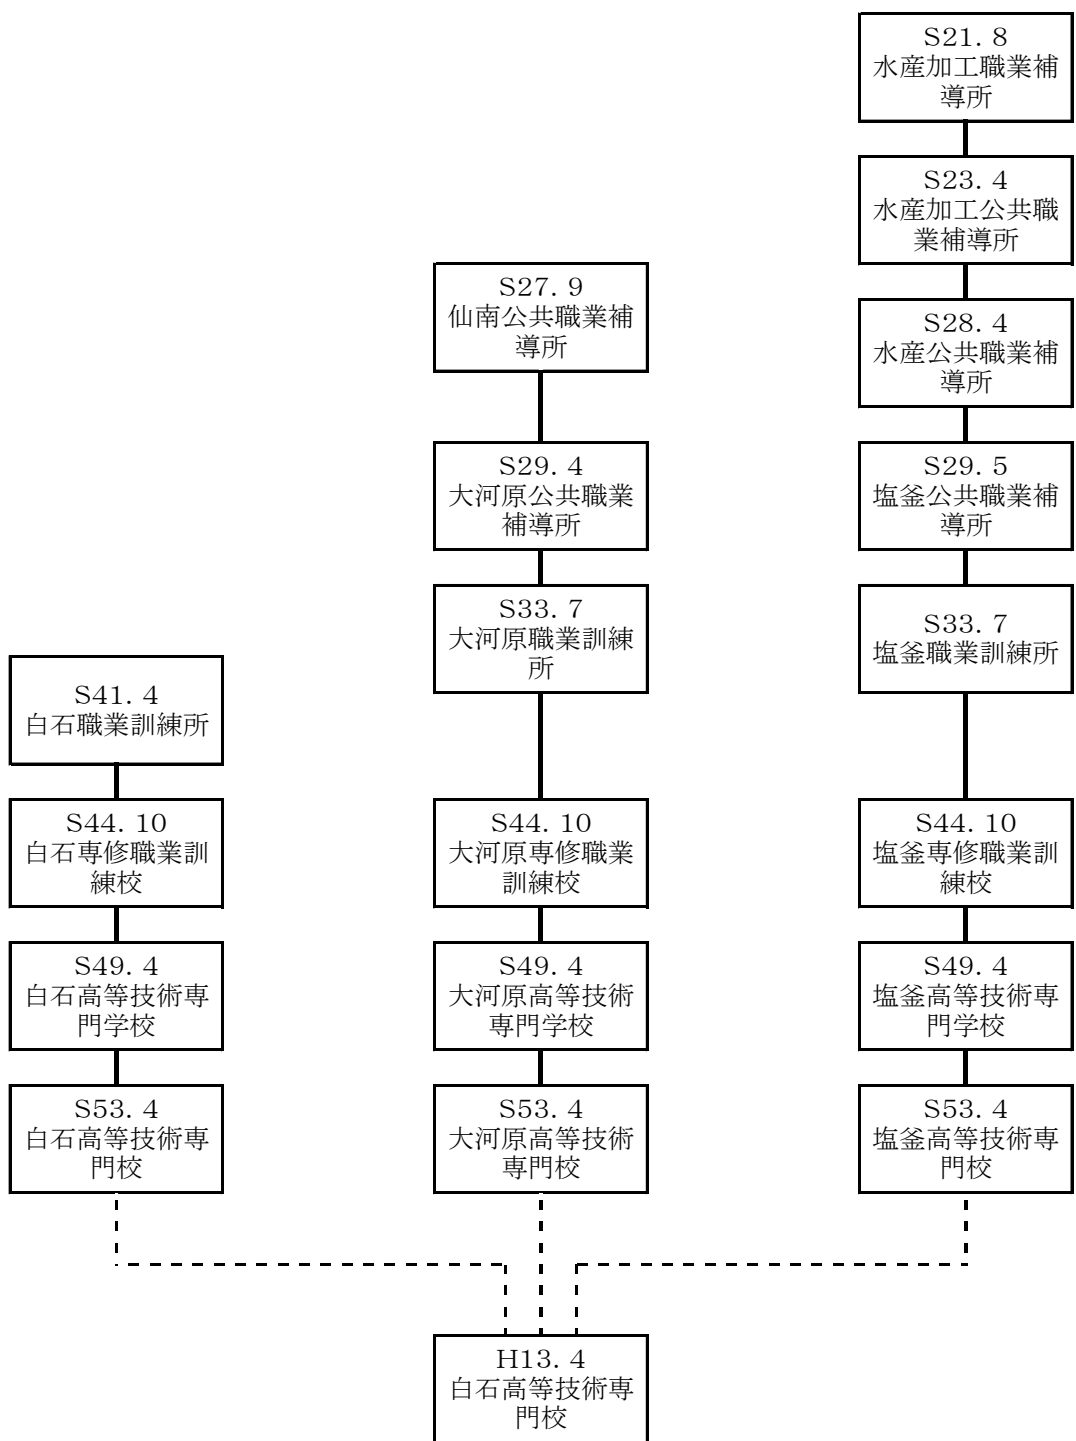 S21. 8
水産加工職業補
導所
S23. 4
水産加工公共職
業補導所
S27. 9
仙南公共職業補
導所
S28. 4
水産公共職業補
導所
S29. 4
大河原公共職業
補導所
S29. 5
塩釜公共職業補
導所
S33. 7
大河原職業訓練
所
S33. 7
塩釜職業訓練所
S41. 4
白石職業訓練所
S44. 10
白石専修職業訓
練校
S44. 10
大河原専修職業
訓練校
S44. 10
塩釜専修職業訓
練校
S49. 4
白石高等技術専
門学校
S49. 4
大河原高等技術
専門学校
S49. 4
塩釜高等技術専
門学校
S53. 4
白石高等技術専
門校
S53. 4
大河原高等技術
専門校
S53. 4
塩釜高等技術専
門校
H13. 4
白石高等技術専
門校